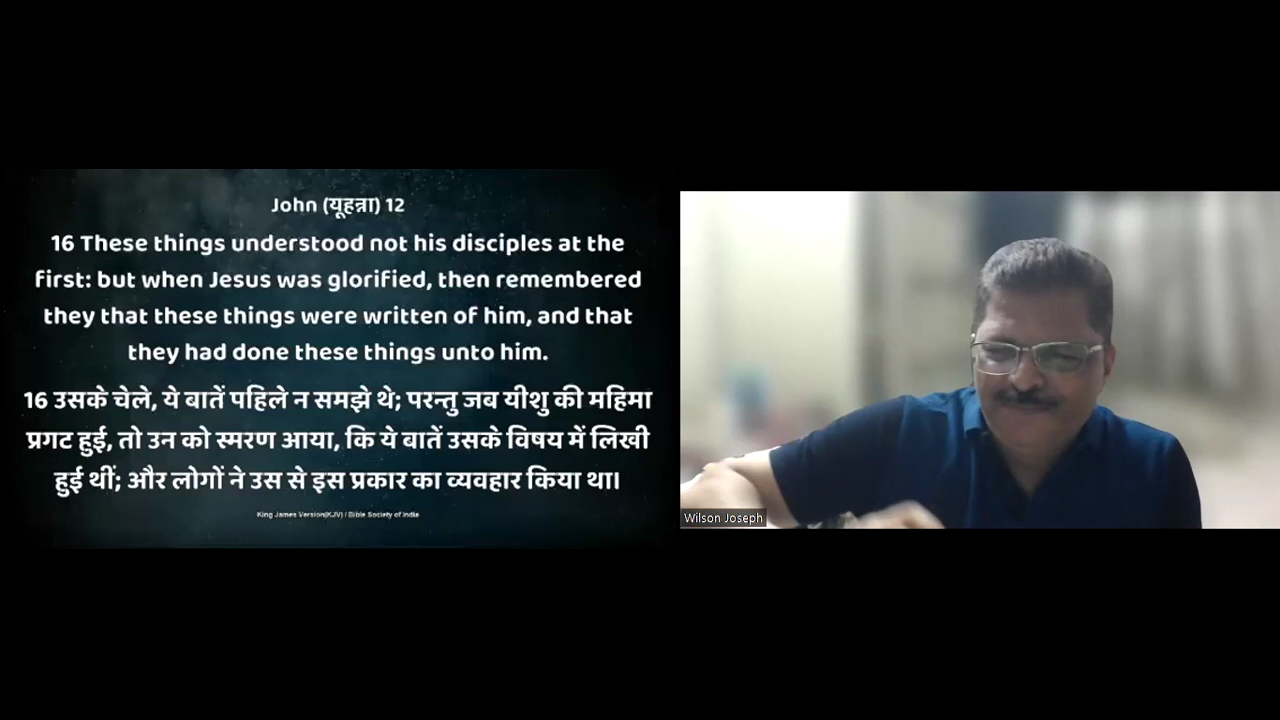 John (यूहन्ना) 12
16 These things understood not his disciples at the
first: but when Jesus was glorified, then remembered
they that these things were written of him, and that
they had done these things unto him.
16 उसके चेले, ये बातें पहिले न समझे थे; परन्तु जब यीशु की महिमा
प्रगट हुई, तो उन को स्मरण आया, कि ये बातें उसके विषय में लिखी
हुई थीं; और लोगों ने उस से इस प्रकार का व्यवहार किया था।
King James Version(KJV) / Bible Society of India
Wilson Joseph